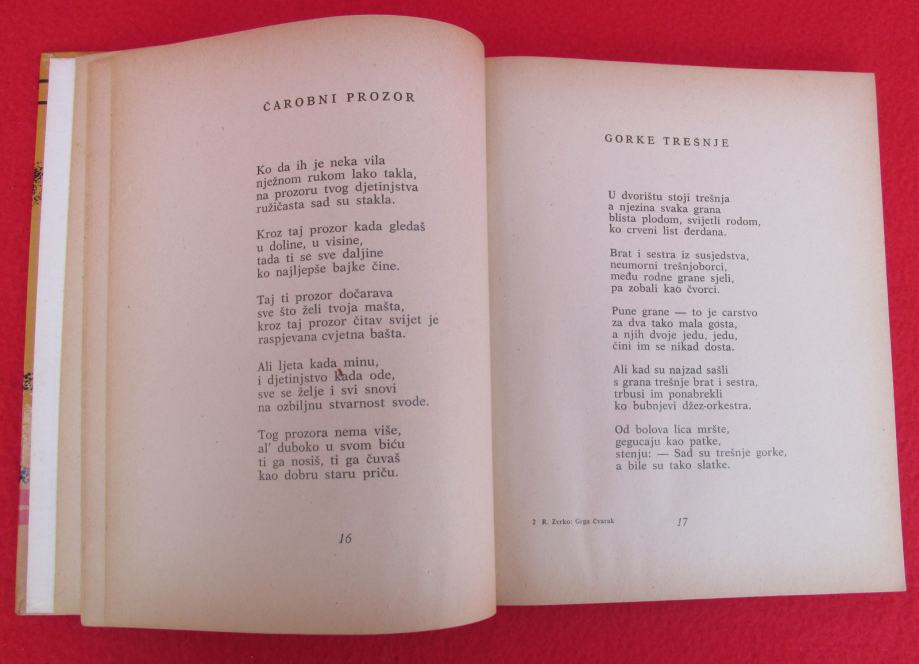 ČAROBNI PROZOR
Ko da ih je neka vila
nježnom rukom lako takla,
na prozoru tvog djetinjstva
ružičasta sad su stakla.
Kroz taj prozor kada gledaš
u doline, u visine,
tada ti se sve daljine
ko najljepše bajke čine.
Taj ti prozor dočarava
sve što želi tvoja mašta,
kroz taj prozor čitav svijet je
raspjevana cvjetna bašta.
Ali ljeta kada minu,
i djetinjstvo kada ode,
sve se želje i svi snovi
na ozbiljnu stvarnost svode.
Tog prozora nema više,
al' duboko u svom biću
ti ga nosiš, ti ga čuvaš
kao dobru staru priču.
16
GORKE TREŠNJE
U dvorištu stoji trešnja
a njezina svaka grana
blista plodom, svijetli rodom,
ko crveni list đerdana.
Brat i sestra iz susjedstva,
neumorni trešnjoborci,
među rodne grane sjeli,
pa zobali kao čvorci.
Pune grane — to je carstvo
za dva tako mala gosta,
a njih dvoje jedu, jedu,
čini im se nikad dosta.
Ali kad su najzad sašli
s grana trešnje brat i sestra,
trbusi im ponabrekli
ko bubnjevi džez-orkestra.
Od bolova lica mršte,
gegucaju kao patke,
stenju: — Sad su trešnje gorke,
a bile su tako slatke.
2 R. Zvrko: Grga Čvarak
17